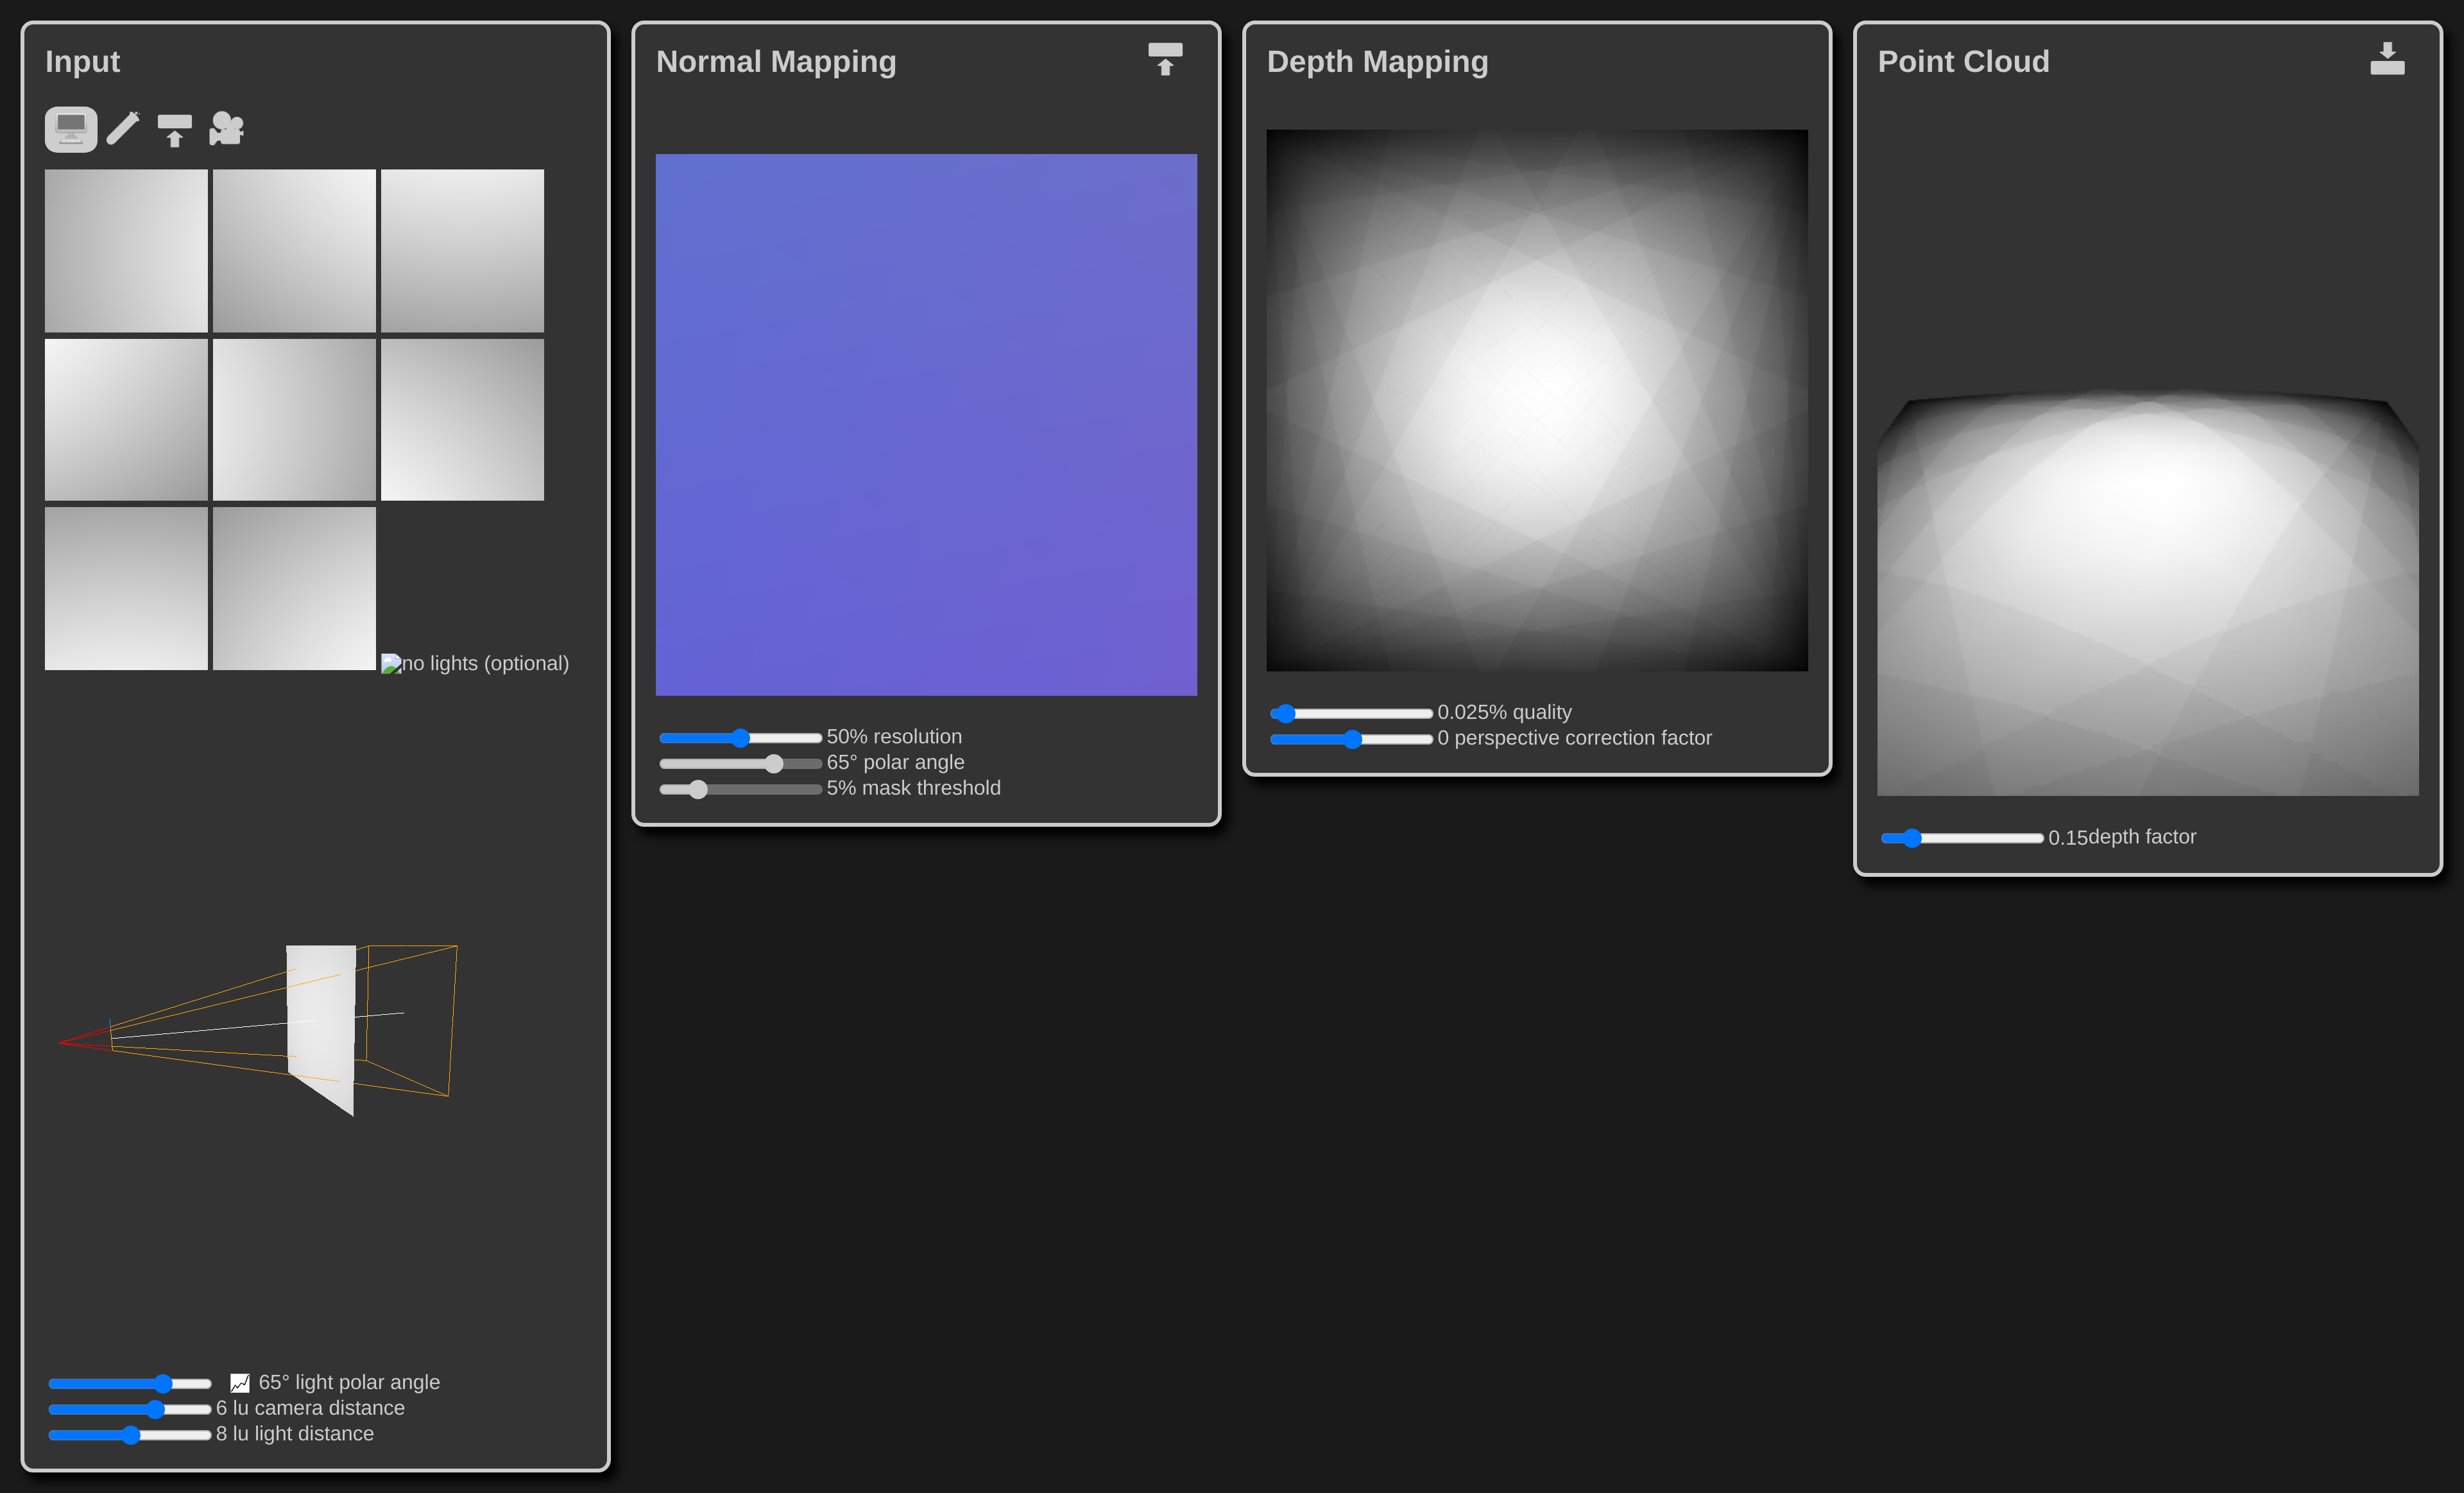 Input
no lights (optional)
65° light polar angle
6 lu camera distance
8 lu light distance
Normal Mapping
50% resolution
65° polar angle
5% mask threshold
Depth Mapping
0.025% quality
0 perspective correction factor
Point Cloud
0.15depth factor